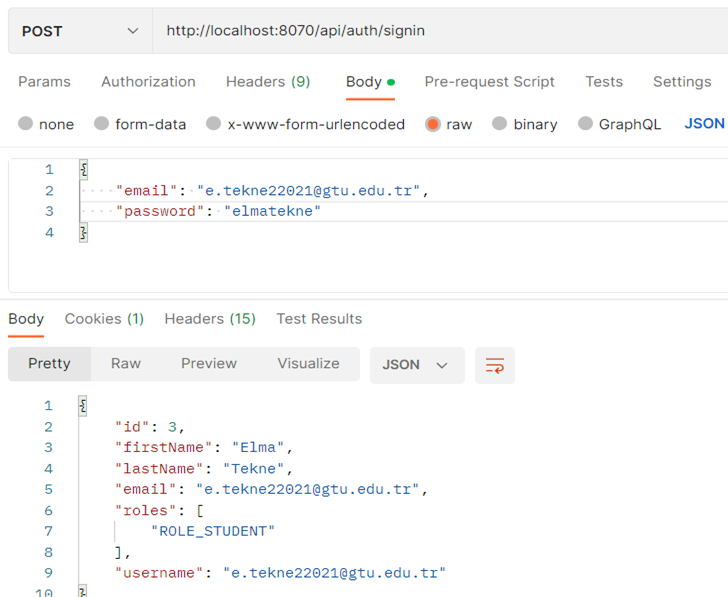 POST http://localhost:8070/api/auth/signin
Params Authorization Headers (9) Body Pre-request Script Tests Settings
none form-data x-www-form-urlencoded raw binary GraphQL JSON
1 {
2 "email": "e.tekne22021@gtu.edu.tr",
3 "password": "elmatekne"
4 }
Body Cookies (1) Headers (15) Test Results
Pretty Raw Preview Visualize JSON
1 {
2 "id": 3,
3 "firstName": "Elma",
4 "lastName": "Tekne",
5 "email": "e.tekne22021@gtu.edu.tr",
6 "roles": [
7 "ROLE_STUDENT"
8 ],
9 "username": "e.tekne22021@gtu.edu.tr"
10 }